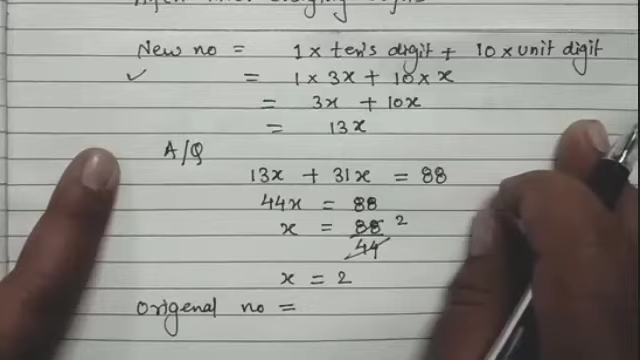 New no = 1 × ten's digit + 10 × unit digit
= 1 × 3x + 10 × x
= 3x + 10x
= 13x
A/Q
13x + 31x = 88
44x = 88
x = 88/44 2
x = 2
origenal no =